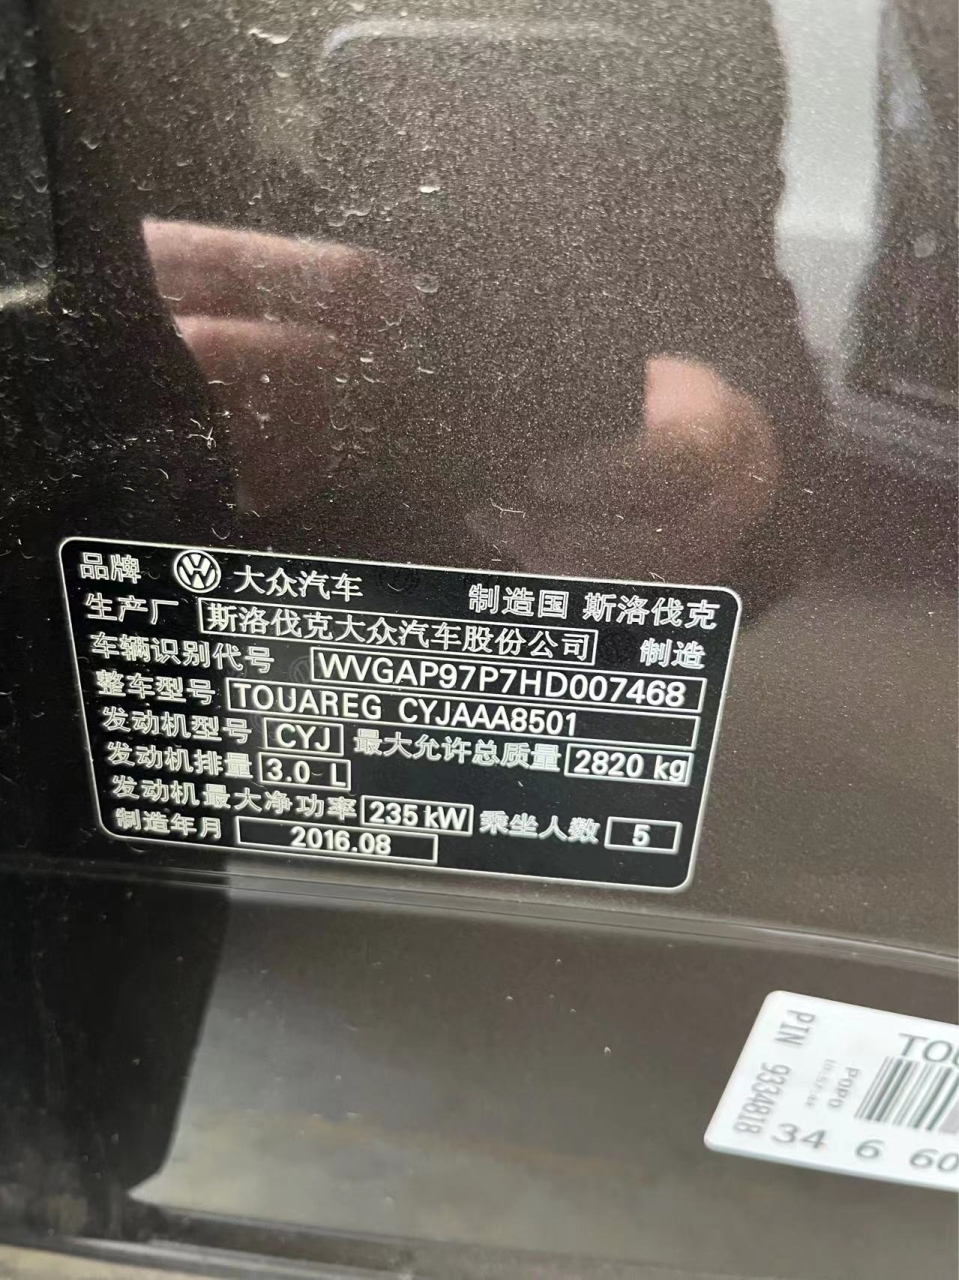 品牌 大众汽车 制造国 斯洛伐克
生产厂 斯洛伐克大众汽车股份公司 制造
车辆识别代号 WVGAP97P7HD007468
整车型号 TOUAREG CYJAAA8501
发动机型号 CYJ 最大允许总质量 2820 kg
发动机排量 3.0 L
发动机最大净功率 235 kW 乘坐人数 5
制造年月 2016.08
PIN 9334818
POPO
TOU
34 6 60